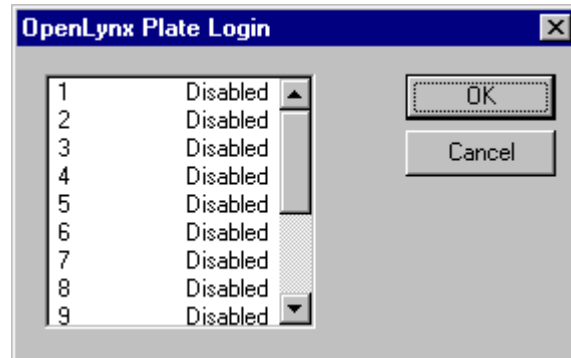 OpenLynx Plate Login
1 Disabled
2 Disabled
3 Disabled
4 Disabled
5 Disabled
6 Disabled
7 Disabled
8 Disabled
9 Disabled
OK
Cancel